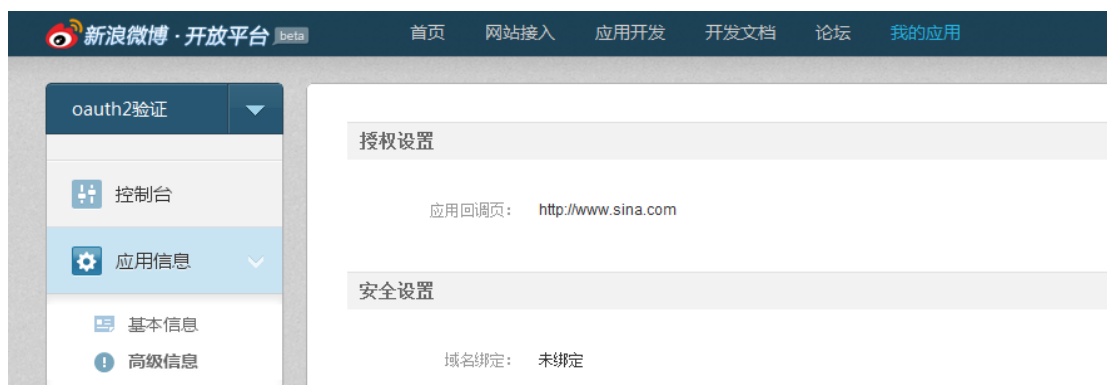 新浪微博·开放平台 beta 首页 网站接入 应用开发 开发文档 论坛 我的应用
oauth2验证
授权设置
控制台
应用回调页： http://www.sina.com
应用信息
安全设置
基本信息
高级信息
域名绑定： 未绑定